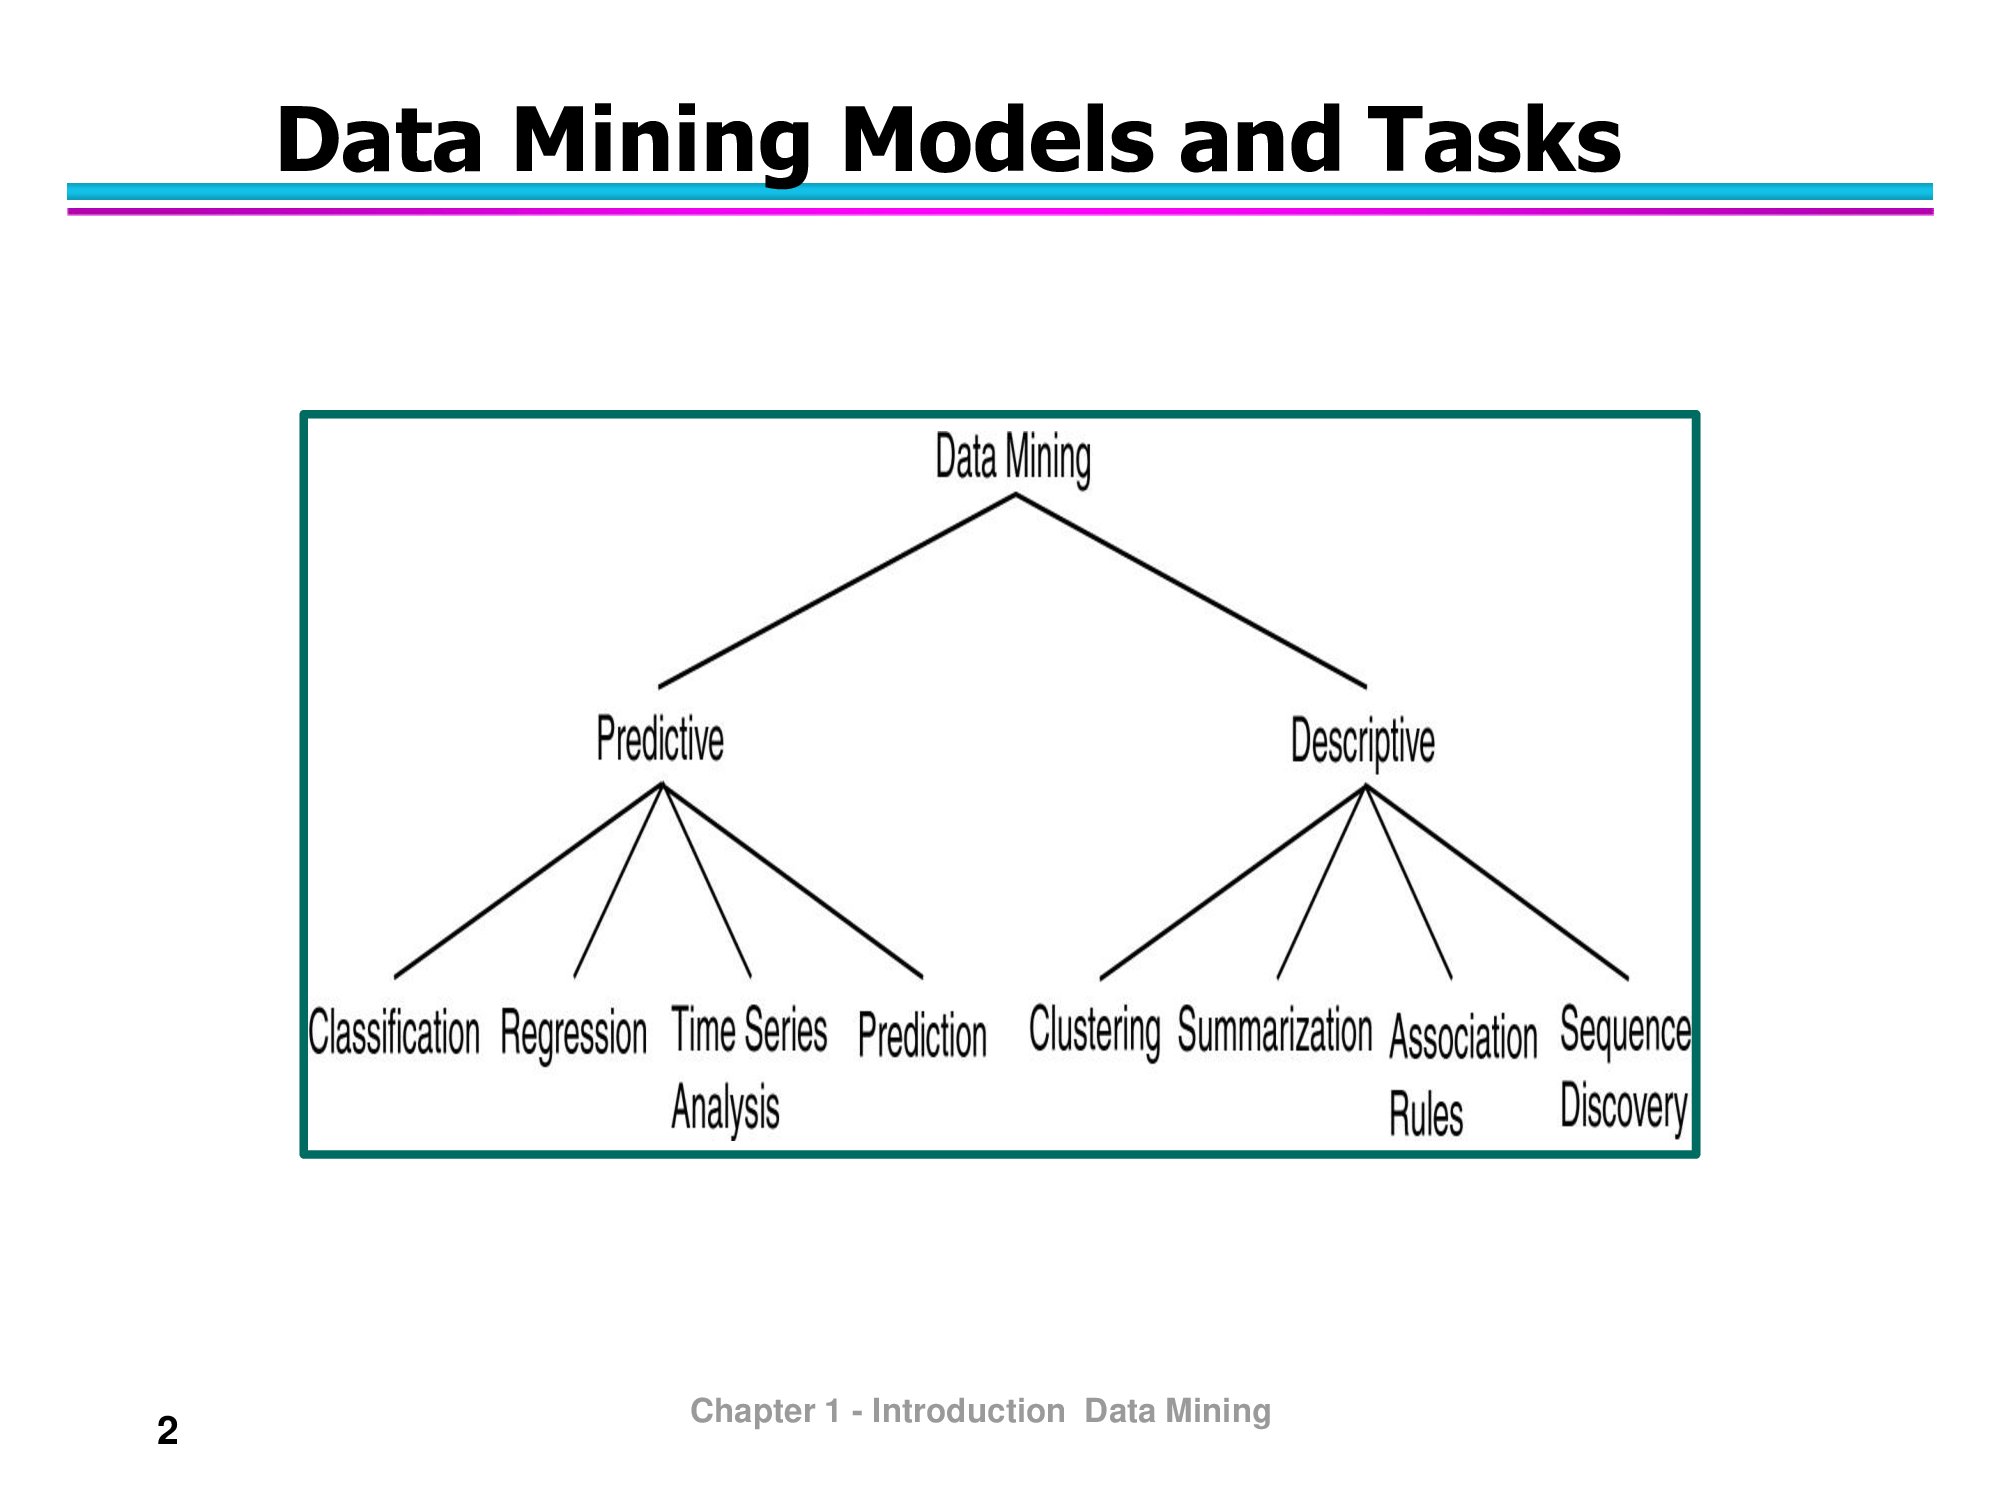 Data Mining Models and Tasks
Data Mining
Predictive
Descriptive
Classification
Regression
Time Series
Analysis
Prediction
Clustering
Summarization
Association
Rules
Sequence
Discovery
2
Chapter 1 - Introduction  Data Mining